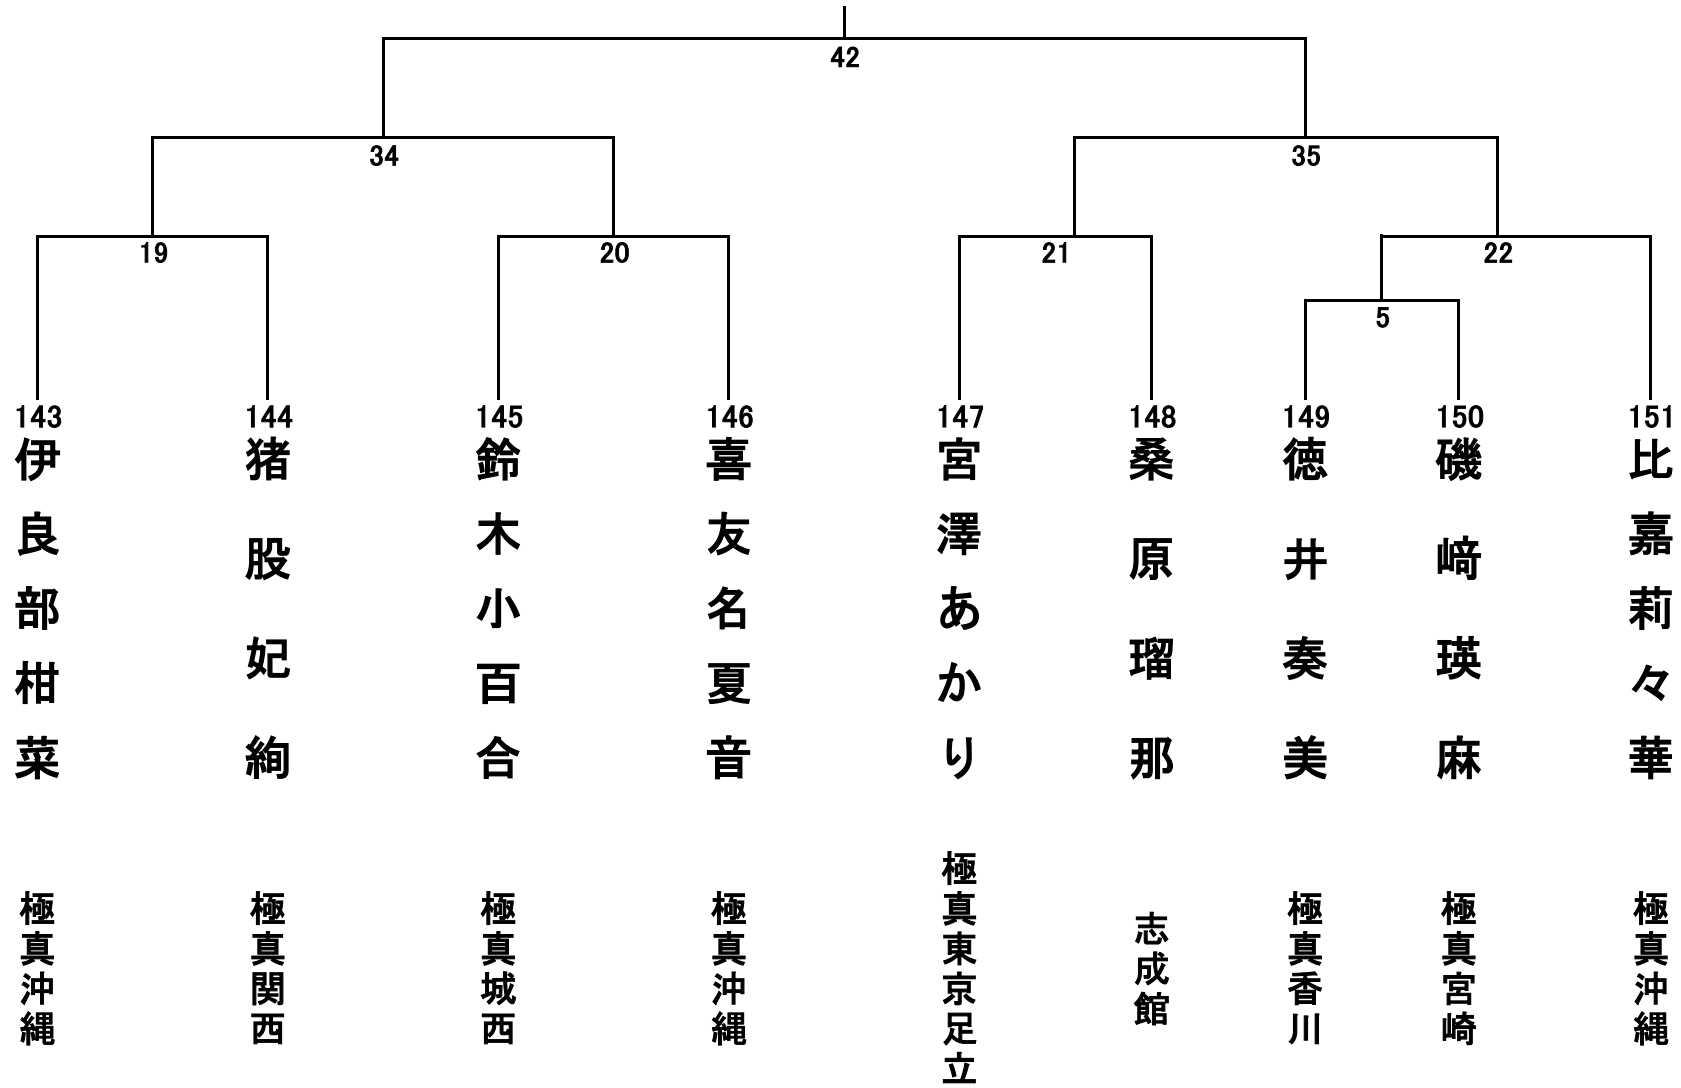 42
34
35
19
20
21
22
5
143
伊良部柑菜
極真沖縄
144
猪股妃絢
極真関西
145
鈴木小百合
極真城西
146
喜友名夏音
極真沖縄
147
宮澤あかり
極真東京足立
148
桑原瑠那
志成館
149
徳井奏美
極真香川
150
磯﨑瑛麻
極真宮崎
151
比嘉莉々華
極真沖縄